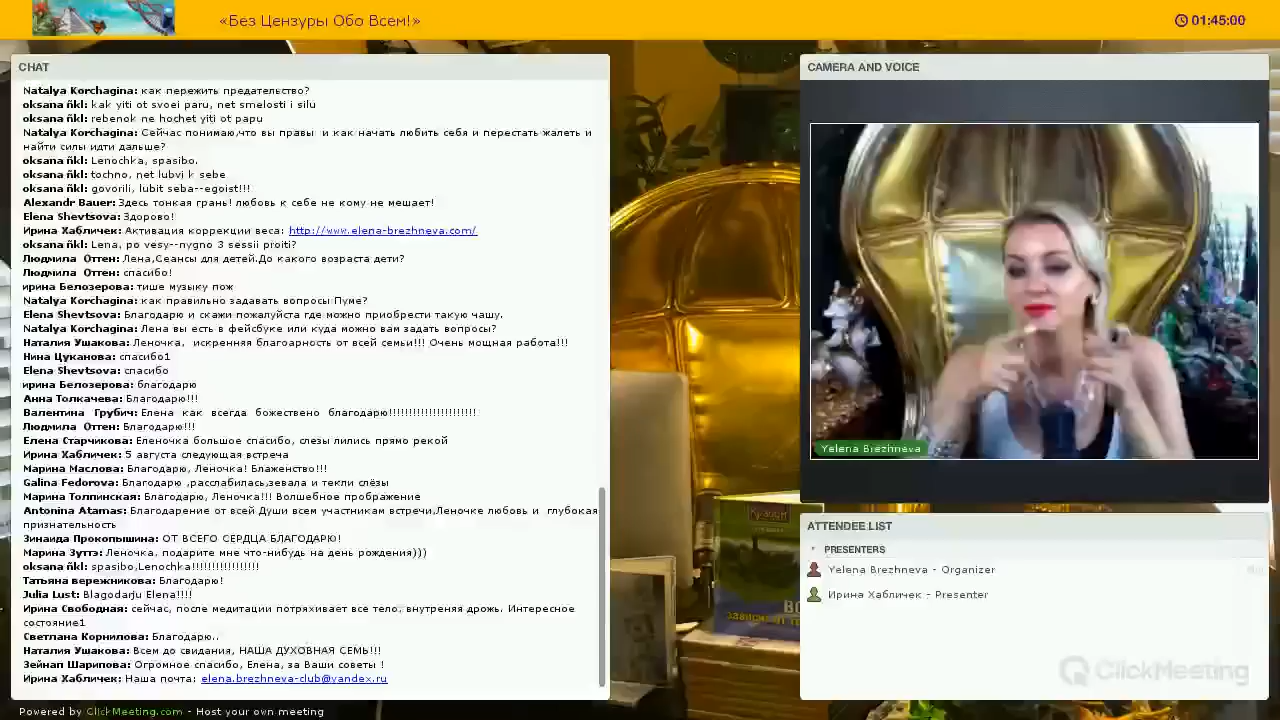 «Без Цензуры Обо Всем!»
01:45:00
CHAT
Natalya Korchagina: как пережить предательство?
oksana ñkl: kak yiti ot svoei paru, net smelosti i silu
oksana ñkl: rebenok ne hochet yiti ot papu
Natalya Korchagina: Сейчас понимаю,что вы правы и как начать любить себя и перестать жалеть и
найти силы идти дальше?
oksana ñkl: Lenochka, spasibo.
oksana ñkl: tochno, net lubvi k sebe
oksana ñkl: govorili, lubit seba--egoist!!!
Alexandr Bauer: Здесь тонкая грань! любовь к себе не кому не мешает!
Elena Shevtsova: Здорово!
Ирина Хабличек: Активация коррекции веса: http://www.elena-brezhneva.com/
oksana ñkl: Lena, po vesy--nygno 3 sessii proiti?
Людмила Оттен: Лена,Сеансы для детей.До какого возраста дети?
Людмила Оттен: спасибо!
ирина Белозерова: тише музыку пож
Natalya Korchagina: как правильно задавать вопросы Пуме?
Elena Shevtsova: Благодарю и скажи пожалуйста где можно приобрести такую чашу.
Natalya Korchagina: Лена вы есть в фейсбуке или куда можно вам задать вопросы?
Наталия Ушакова: Леночка, искренняя благоарность от всей семьи!!! Очень мощная работа!!!
Нина Цуканова: спасибо1
Elena Shevtsova: спасибо
ирина Белозерова: благодарю
Анна Толкачева: Благодарю!!!
Валентина Грубич: Елена как всегда божествено благодарю!!!!!!!!!!!!!!!!!!!!!!
Людмила Оттен: Благодарю!!!
Елена Старчикова: Еленочка большое спасибо, слезы лились прямо рекой
Ирина Хабличек: 5 августа следующая встреча
Марина Маслова: Благодарю, Леночка! Блаженство!!!
Galina Fedorova: Благодарю ,расслабилась,зевала и текли слёзы
Марина Толпинская: Благодарю, Леночка!!! Волшебное прображение
Antonina Atamas: Благодарение от всей Души всем участникам встречи,Леночке любовь и глубокая
признательность
Зинаида Прокопышина: ОТ ВСЕГО СЕРДЦА БЛАГОДАРЮ!
Марина Зуттэ: Леночка, подарите мне что-нибудь на день рождения)))
oksana ñkl: spasibo,Lenochka!!!!!!!!!!!!!!!!!
Татьяна вережникова: Благодарю!
Julia Lust: Blagodarju Elena!!!!
Ирина Свободная: сейчас, после медитации потряхивает все тело, внутреняя дрожь. Интересное
состояние1
Светлана Корнилова: Благодарю..
Наталия Ушакова: Всем до свидания, НАША ДУХОВНАЯ СЕМЬ!!!
Зейнап Шарипова: Огромное спасибо, Елена, за Ваши советы !
Ирина Хабличек: Наша почта: elena.brezhneva-club@yandex.ru
CAMERA AND VOICE
Yelena Brezhneva
ATTENDEE LIST
PRESENTERS
Yelena Brezhneva - Organizer
Ирина Хабличек - Presenter
ClickMeeting
Powered by ClickMeeting.com - Host your own meeting